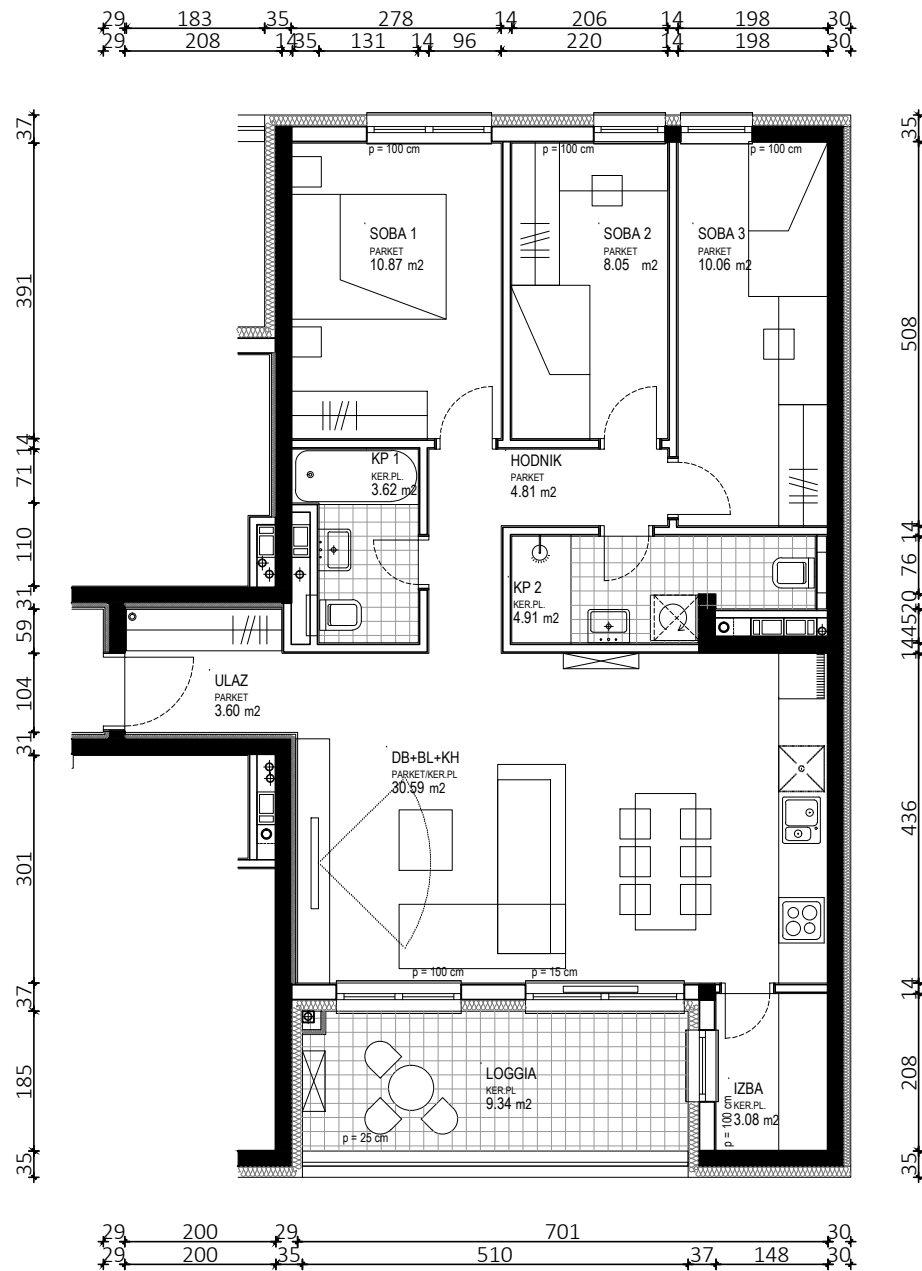 29 183 35 278 14 206 14 198 30
29 208 14 35 131 14 96 220 14 198 30
37
391
14
71
110
31
59
104
31
301
37
185
35
p = 100 cm
p = 100 cm
p = 100 cm
SOBA 1
PARKET
10.87 m2
SOBA 2
PARKET
8.05 m2
SOBA 3
PARKET
10.06 m2
KP 1
KER.PL.
3.62 m2
HODNIK
PARKET
4.81 m2
KP 2
KER.PL.
4.91 m2
ULAZ
PARKET
3.60 m2
DB+BL+KH
PARKET/KER.PL
30.59 m2
p = 100 cm
p = 15 cm
LOGGIA
KER.PL
9.34 m2
p = 25 cm
IZBA
KER.PL.
3.08 m2
p = 100 cm
35
508
14
76
20
45
14
436
14
208
35
29 200 29 701 30
29 200 35 510 37 148 30